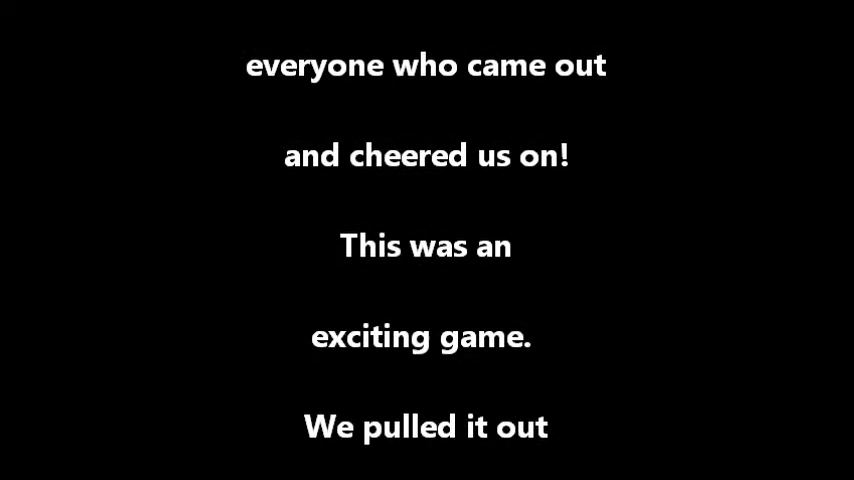 everyone who came out
and cheered us on!
This was an
exciting game.
We pulled it out